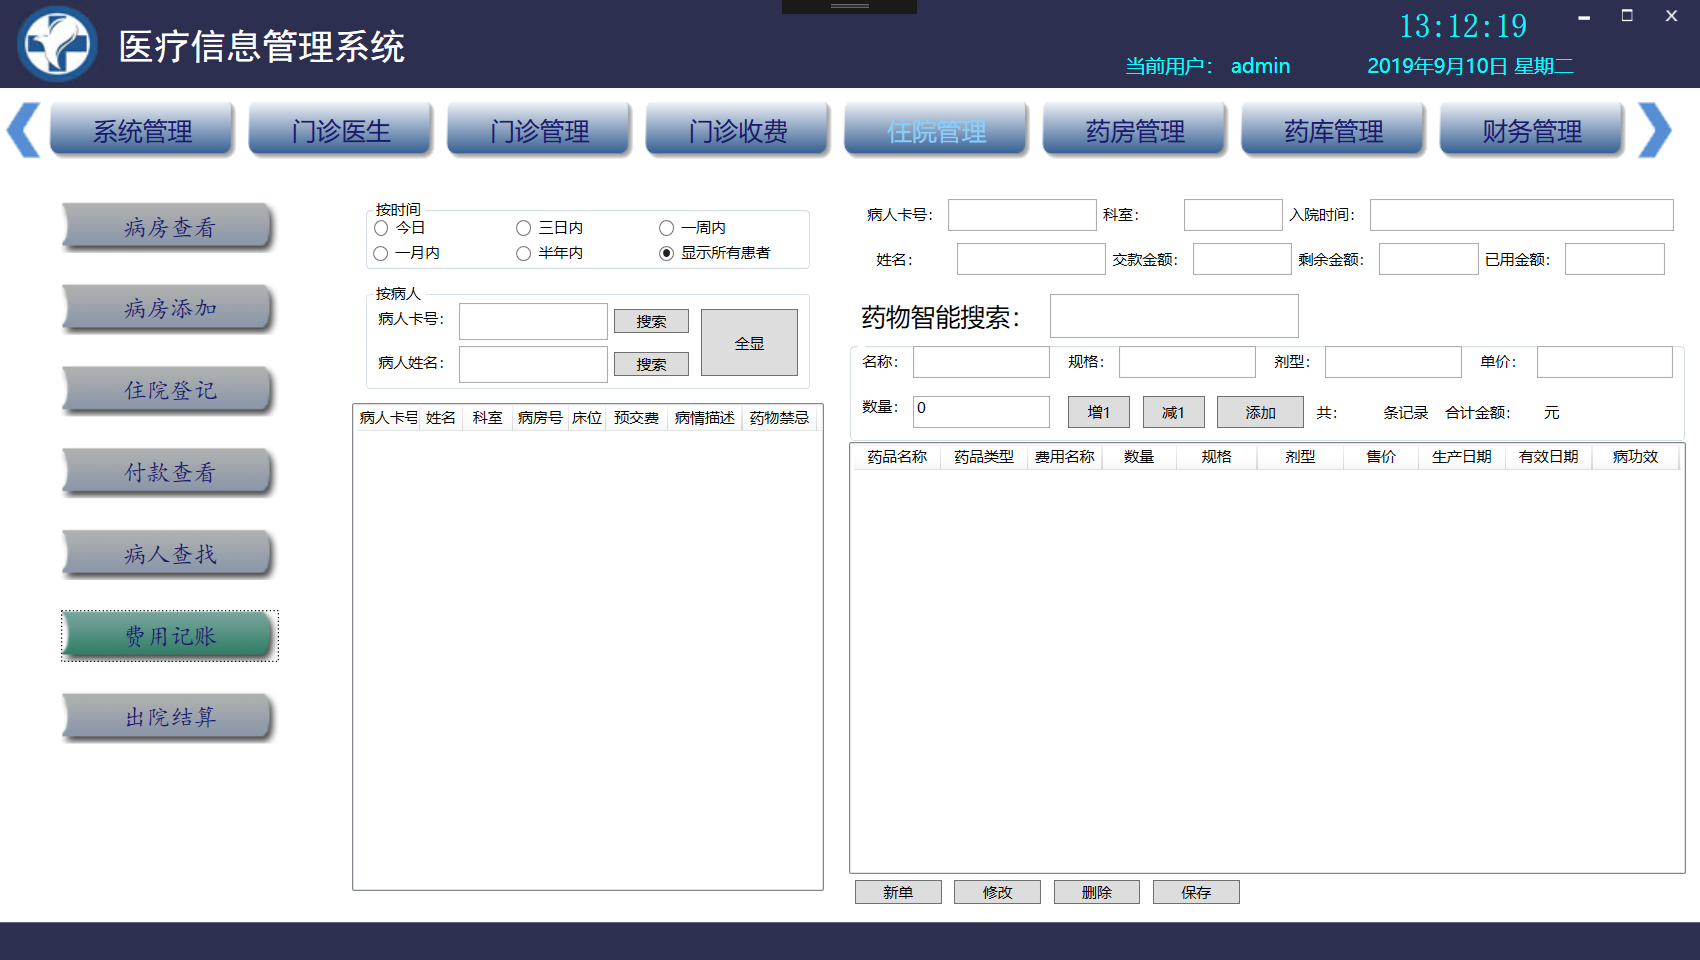 医疗信息管理系统
13:12:19
当前用户： admin
2019年9月10日 星期二
系统管理 门诊医生 门诊管理 门诊收费 住院管理 药房管理 药库管理 财务管理
病房查看
病房添加
住院登记
付款查看
病人查找
费用记账
出院结算
按时间
今日 三日内 一周内
一月内 半年内 显示所有患者
按病人
病人卡号： 搜索
病人姓名： 搜索
全显
病人卡号 姓名 科室 病房号 床位 预交费 病情描述 药物禁忌
病人卡号： 科室： 入院时间：
姓名： 交款金额： 剩余金额： 已用金额：
药物智能搜索：
名称： 规格： 剂型： 单价：
数量： 0 增1 减1 添加 共： 条记录 合计金额： 元
药品名称 药品类型 费用名称 数量 规格 剂型 售价 生产日期 有效日期 病功效
新单 修改 删除 保存